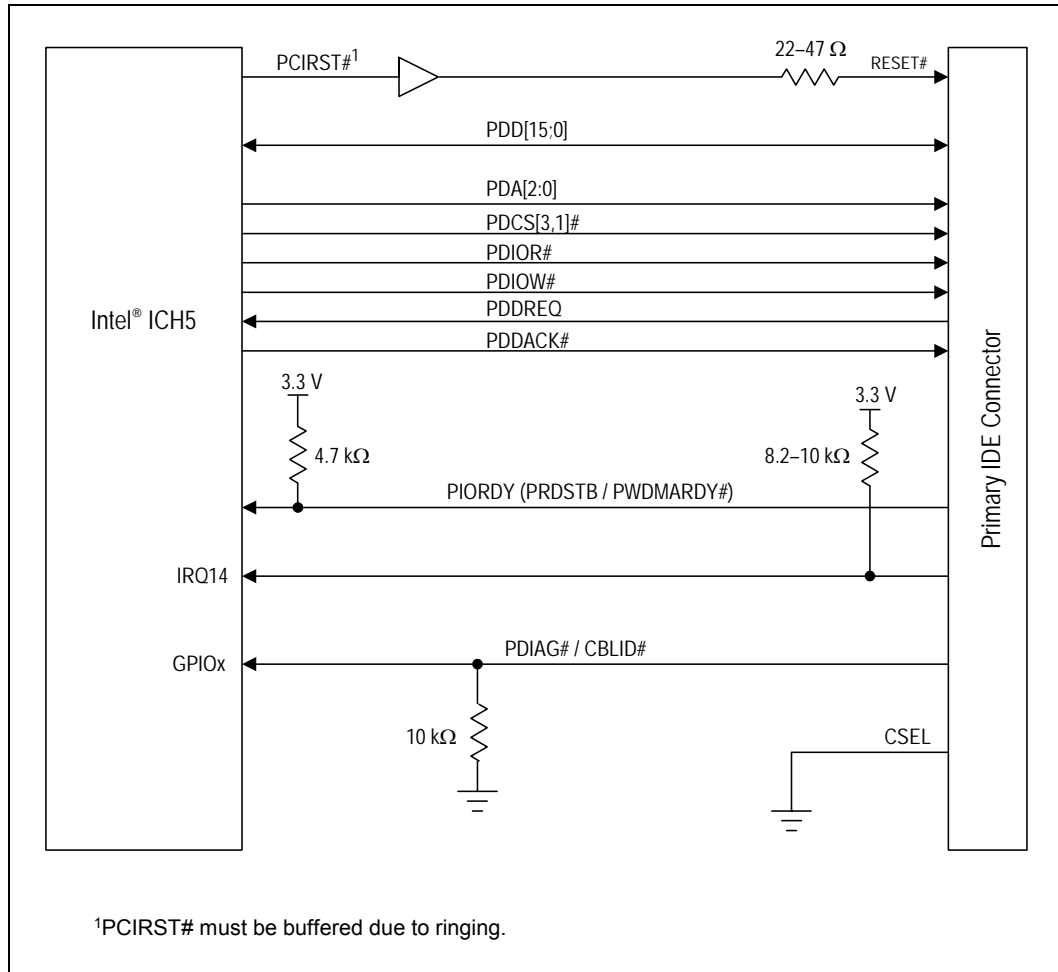 PCIRST#1
22–47 Ω
RESET#
PDD[15;0]
PDA[2:0]
PDCS[3,1]#
PDIOR#
PDIOW#
PDDREQ
PDDACK#
Intel® ICH5
Primary IDE Connector
3.3 V
3.3 V
4.7 kΩ
8.2–10 kΩ
PIORDY (PRDSTB / PWDMARDY#)
IRQ14
PDIAG# / CBLID#
GPIOx
10 kΩ
CSEL
1PCIRST# must be buffered due to ringing.